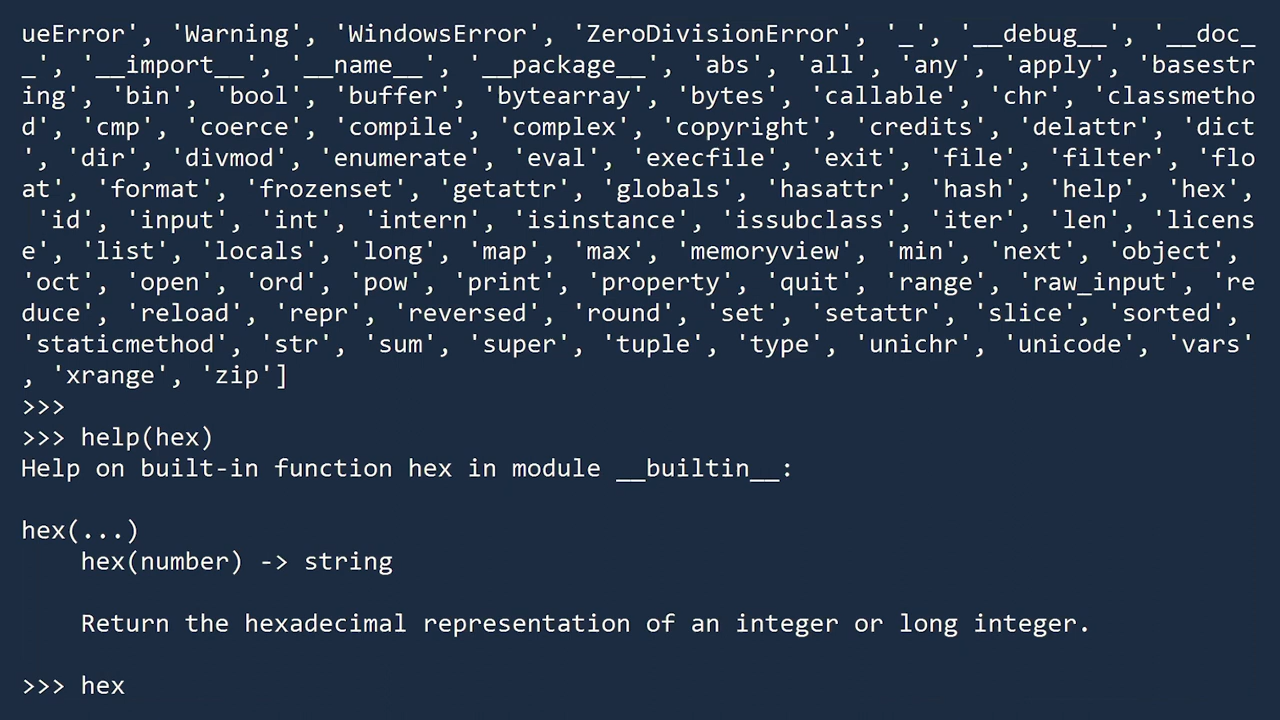 ueError', 'Warning', 'WindowsError', 'ZeroDivisionError', '_', '__debug__', '__doc_
_', '__import__', '__name__', '__package__', 'abs', 'all', 'any', 'apply', 'basestr
ing', 'bin', 'bool', 'buffer', 'bytearray', 'bytes', 'callable', 'chr', 'classmetho
d', 'cmp', 'coerce', 'compile', 'complex', 'copyright', 'credits', 'delattr', 'dict
', 'dir', 'divmod', 'enumerate', 'eval', 'execfile', 'exit', 'file', 'filter', 'flo
at', 'format', 'frozenset', 'getattr', 'globals', 'hasattr', 'hash', 'help', 'hex',
 'id', 'input', 'int', 'intern', 'isinstance', 'issubclass', 'iter', 'len', 'licens
e', 'list', 'locals', 'long', 'map', 'max', 'memoryview', 'min', 'next', 'object',
'oct', 'open', 'ord', 'pow', 'print', 'property', 'quit', 'range', 'raw_input', 're
duce', 'reload', 'repr', 'reversed', 'round', 'set', 'setattr', 'slice', 'sorted',
'staticmethod', 'str', 'sum', 'super', 'tuple', 'type', 'unichr', 'unicode', 'vars'
, 'xrange', 'zip']
>>>
>>> help(hex)
Help on built-in function hex in module __builtin__:

hex(...)
    hex(number) -> string

    Return the hexadecimal representation of an integer or long integer.

>>> hex